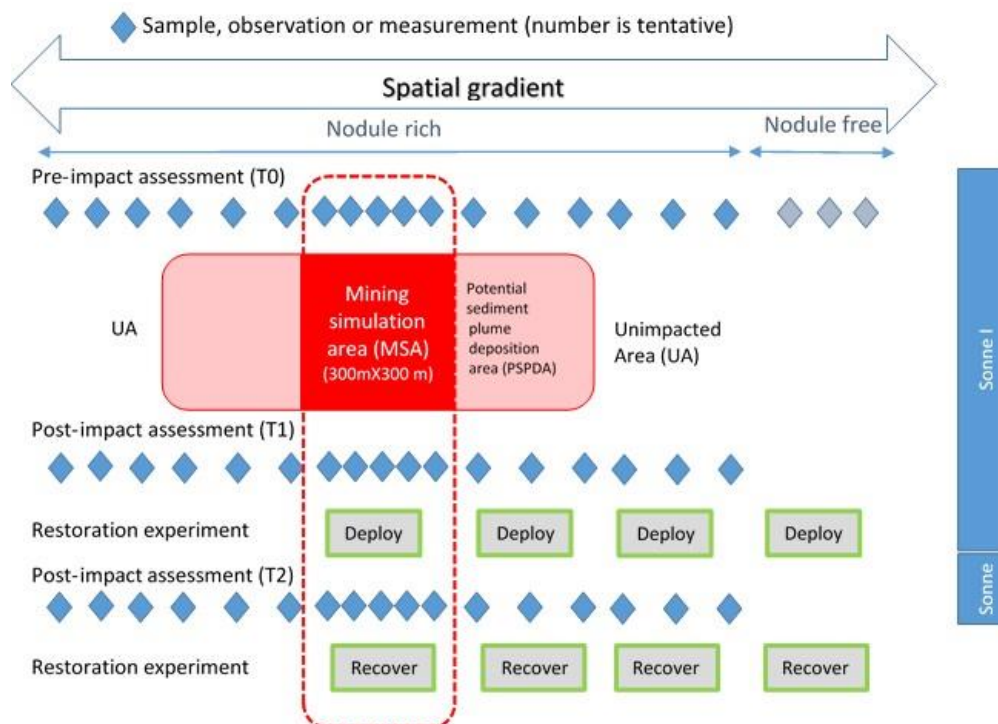 Sample, observation or measurement (number is tentative)
Spatial gradient
Nodule rich
Nodule free
Pre-impact assessment (T0)
UA
Mining
simulation
area (MSA)
(300mX300 m)
Potential
sediment
plume
deposition
area (PSPDA)
Unimpacted
Area (UA)
Sonne I
Post-impact assessment (T1)
Restoration experiment
Deploy
Deploy
Deploy
Deploy
Post-impact assessment (T2)
Sonne
Restoration experiment
Recover
Recover
Recover
Recover